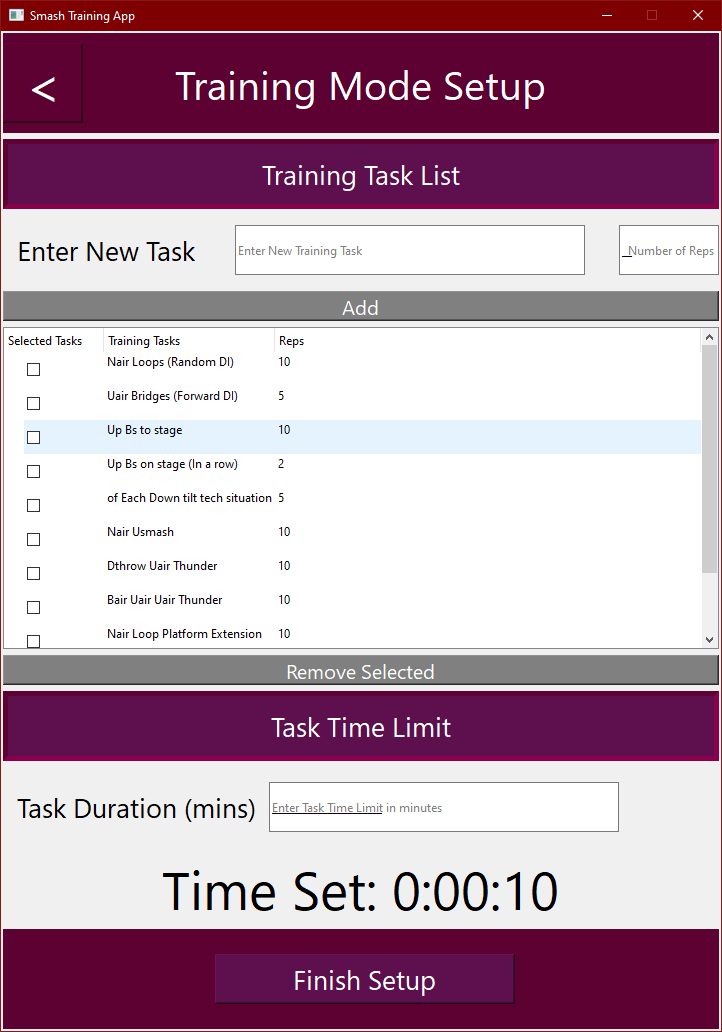 Smash Training App
<
Training Mode Setup
Training Task List
Enter New Task
Enter New Training Task
Number of Reps
Add
Selected Tasks Training Tasks Reps
Nair Loops (Random DI) 10
Uair Bridges (Forward DI) 5
Up Bs to stage 10
Up Bs on stage (In a row) 2
of Each Down tilt tech situation 5
Nair Usmash 10
Dthrow Uair Thunder 10
Bair Uair Uair Thunder 10
Nair Loop Platform Extension 10
Remove Selected
Task Time Limit
Task Duration (mins)
Enter Task Time Limit in minutes
Time Set: 0:00:10
Finish Setup